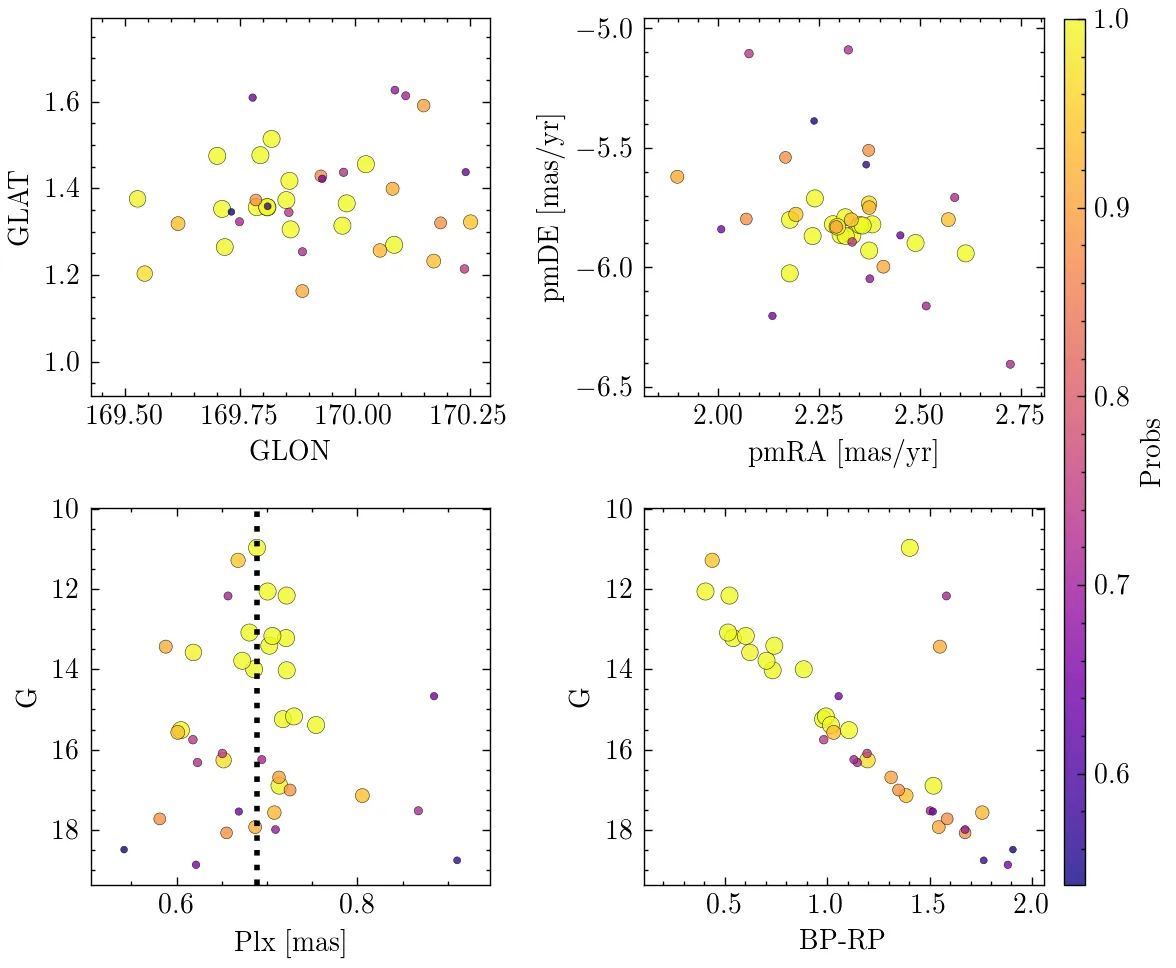 1.6
1.4
1.2
1.0
GLAT
169.50 169.75 170.00 170.25
GLON
−5.0
−5.5
−6.0
−6.5
pmDE [mas/yr]
2.00 2.25 2.50 2.75
pmRA [mas/yr]
10
12
14
16
18
G
0.6 0.8
Plx [mas]
10
12
14
16
18
G
0.5 1.0 1.5 2.0
BP-RP
1.0
0.9
0.8
0.7
0.6
Probs